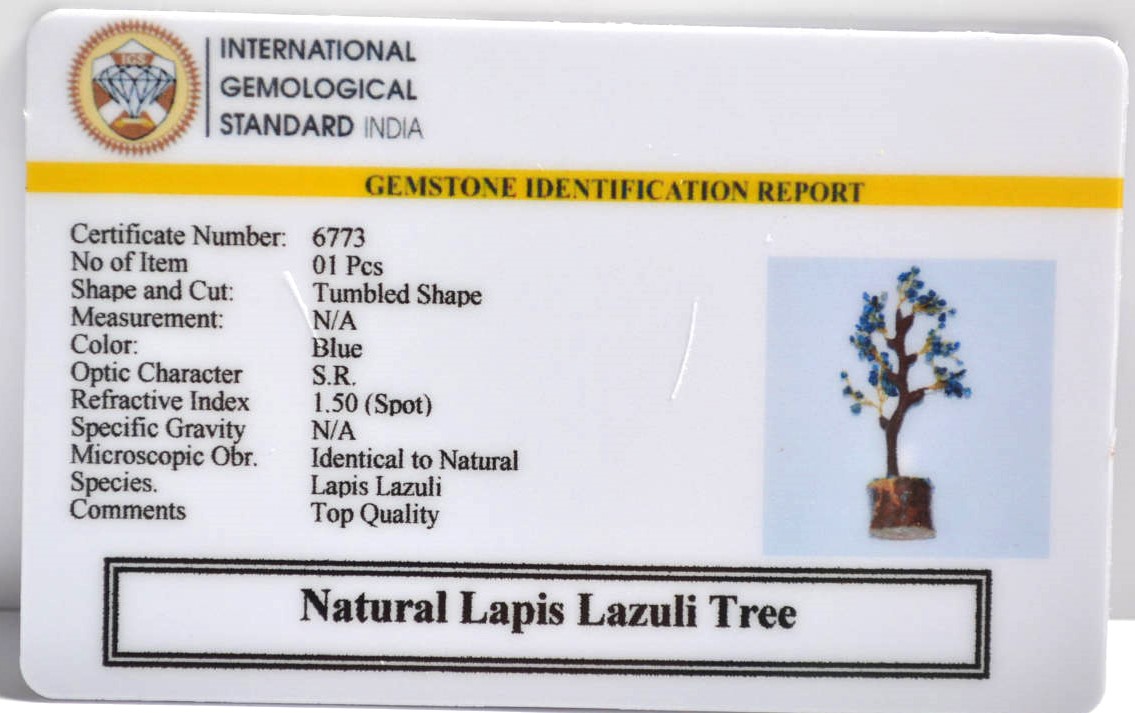 IGS
INTERNATIONAL
GEMOLOGICAL
STANDARD INDIA
GEMSTONE IDENTIFICATION REPORT
Certificate Number: 6773
No of Item 01 Pcs
Shape and Cut: Tumbled Shape
Measurement: N/A
Color: Blue
Optic Character S.R.
Refractive Index 1.50 (Spot)
Specific Gravity N/A
Microscopic Obr. Identical to Natural
Species. Lapis Lazuli
Comments Top Quality
Natural Lapis Lazuli Tree